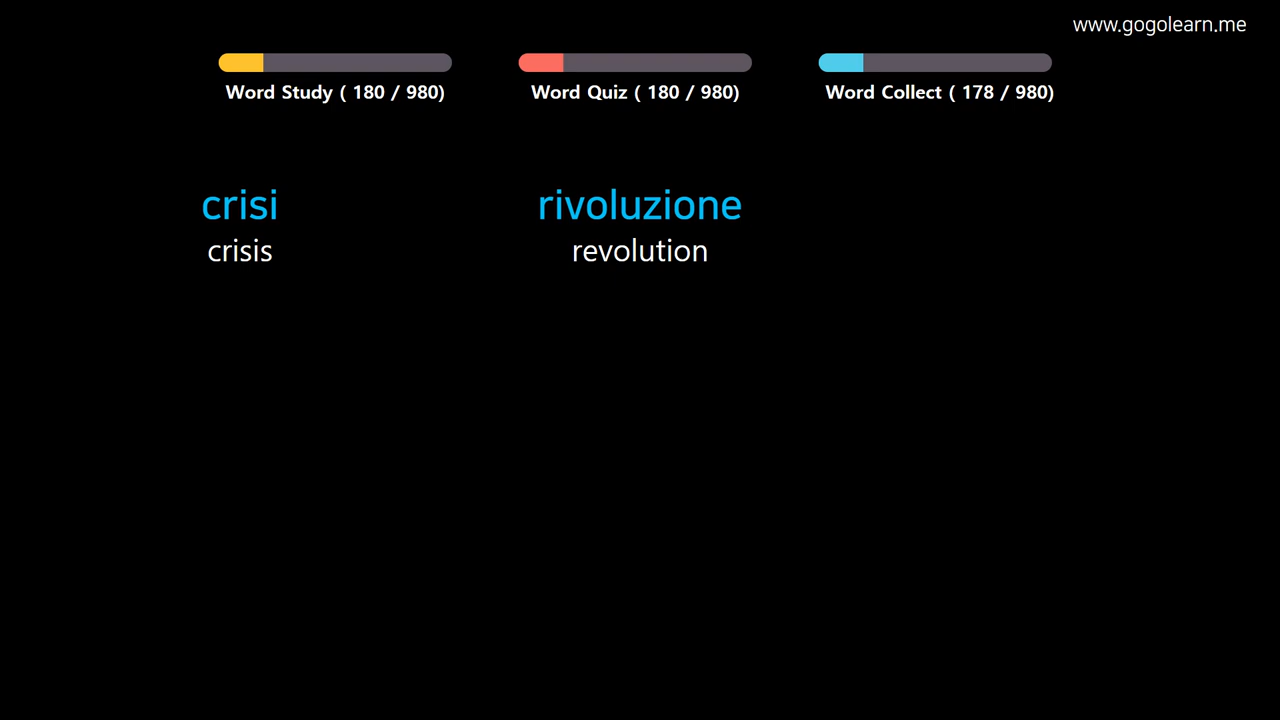 www.gogolearn.me
Word Study ( 180 / 980)
Word Quiz ( 180 / 980)
Word Collect ( 178 / 980)
crisi
crisis
rivoluzione
revolution